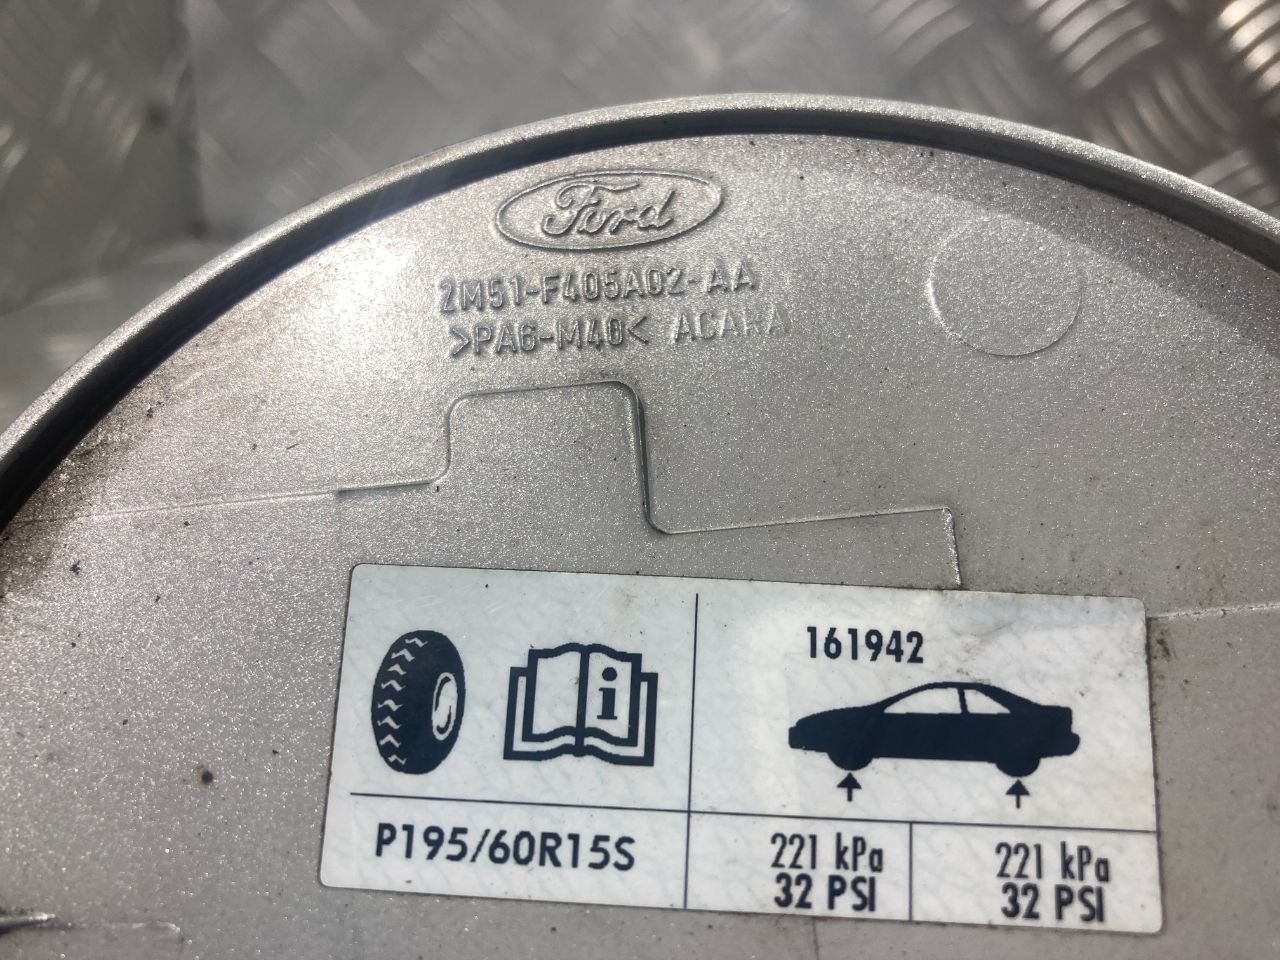 Ford
2M51-F405A02-AA
>PA6-M40< ACARA
161942
P195/60R15S
221 kPa
32 PSI
221 kPa
32 PSI